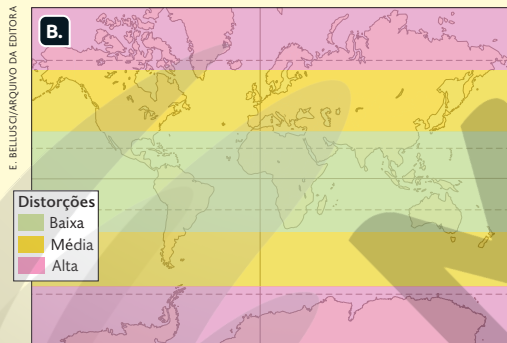 E. BELLUSCI/ARQUIVO DA EDITORA
B.
Distorções
Baixa
Média
Alta